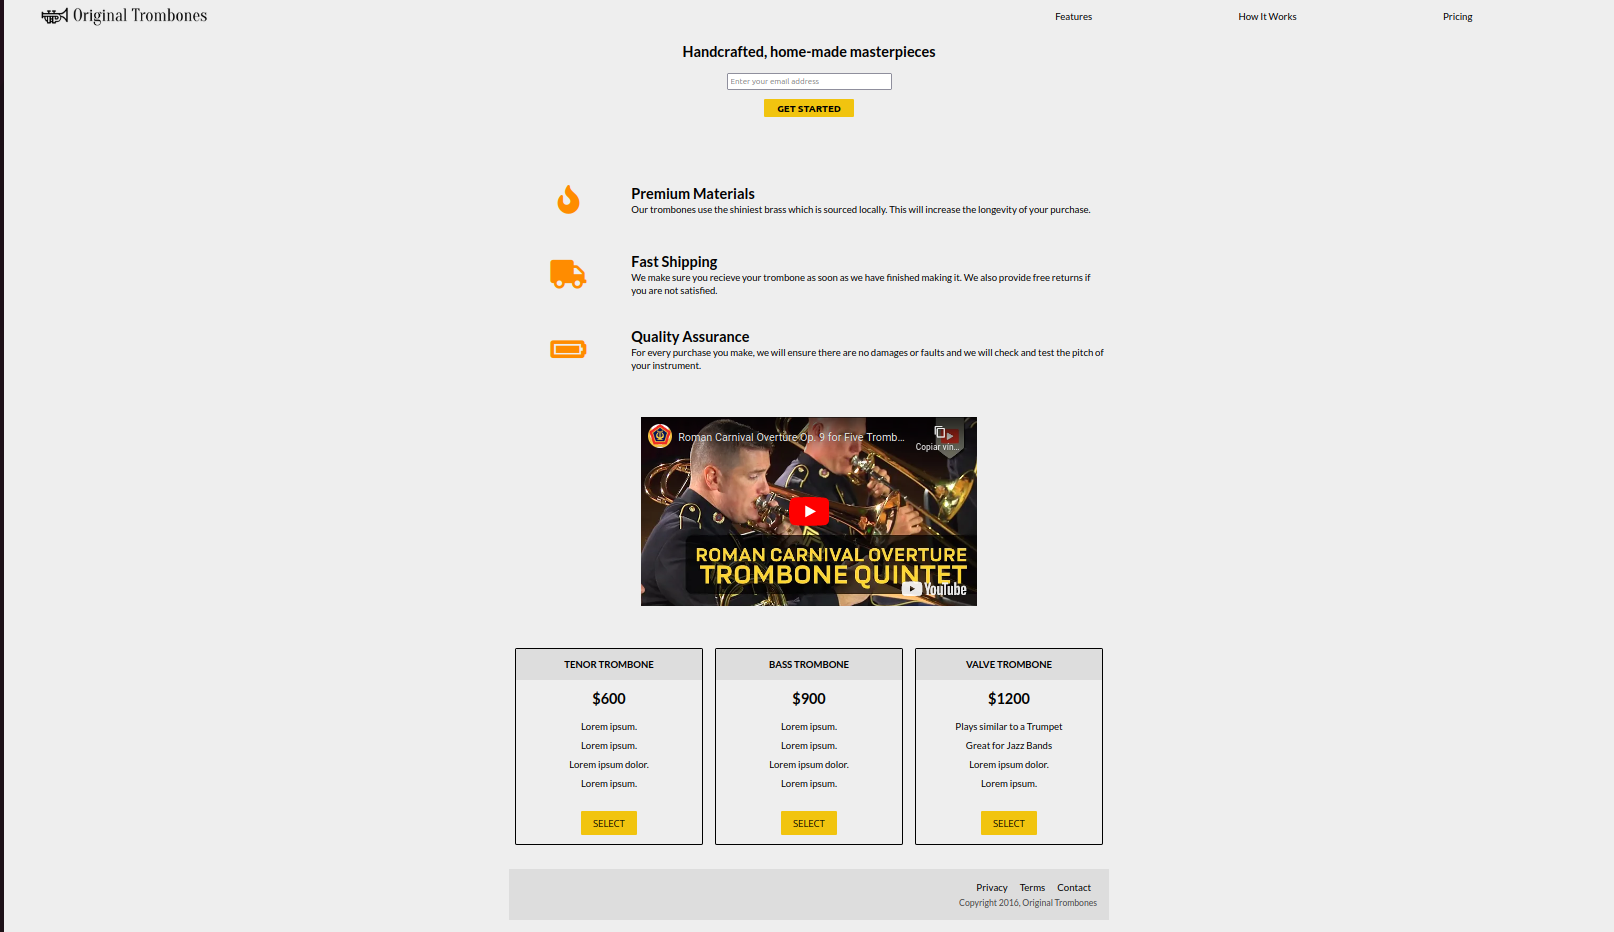 Original Trombones
Features
How It Works
Pricing
Handcrafted, home-made masterpieces
Enter your email address
GET STARTED
Premium Materials
Our trombones use the shiniest brass which is sourced locally. This will increase the longevity of your purchase.
Fast Shipping
We make sure you recieve your trombone as soon as we have finished making it. We also provide free returns if
you are not satisfied.
Quality Assurance
For every purchase you make, we will ensure there are no damages or faults and we will check and test the pitch of
your instrument.
Roman Carnival Overture Op. 9 for Five Tromb...
Copiar vín...
ROMAN CARNIVAL OVERTURE
TROMBONE QUINTET
YouTube
TENOR TROMBONE
$600
Lorem ipsum.
Lorem ipsum.
Lorem ipsum dolor.
Lorem ipsum.
SELECT
BASS TROMBONE
$900
Lorem ipsum.
Lorem ipsum.
Lorem ipsum dolor.
Lorem ipsum.
SELECT
VALVE TROMBONE
$1200
Plays similar to a Trumpet
Great for Jazz Bands
Lorem ipsum dolor.
Lorem ipsum.
SELECT
Privacy Terms Contact
Copyright 2016, Original Trombones